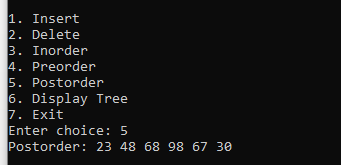 1. Insert
2. Delete
3. Inorder
4. Preorder
5. Postorder
6. Display Tree
7. Exit
Enter choice: 5
Postorder: 23 48 68 98 67 30